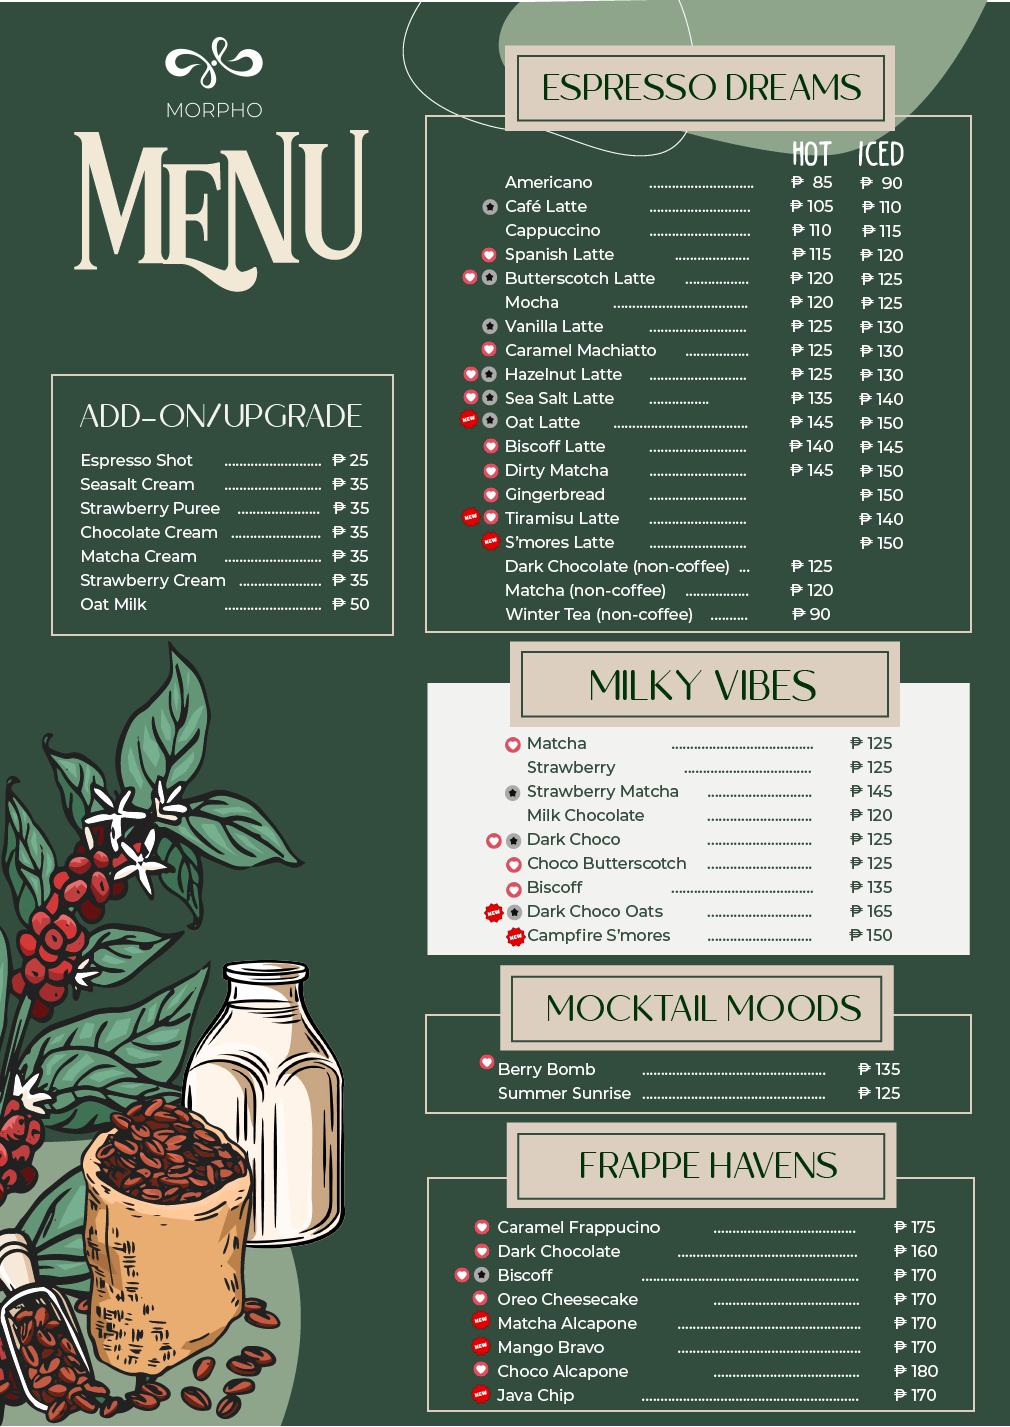 MORPHO
MENU
ADD-ON/UPGRADE
Espresso Shot .......................... ₱ 25
Seasalt Cream .......................... ₱ 35
Strawberry Puree ...................... ₱ 35
Chocolate Cream ........................ ₱ 35
Matcha Cream .......................... ₱ 35
Strawberry Cream ...................... ₱ 35
Oat Milk .......................... ₱ 50
ESPRESSO DREAMS
HOT ICED
Americano ............................ ₱ 85 ₱ 90
Café Latte ........................... ₱ 105 ₱ 110
Cappuccino ........................... ₱ 110 ₱ 115
Spanish Latte .................... ₱ 115 ₱ 120
Butterscotch Latte ................. ₱ 120 ₱ 125
Mocha .................................... ₱ 120 ₱ 125
Vanilla Latte .......................... ₱ 125 ₱ 130
Caramel Machiatto ................. ₱ 125 ₱ 130
Hazelnut Latte .......................... ₱ 125 ₱ 130
Sea Salt Latte ................ ₱ 135 ₱ 140
NEW Oat Latte .................................... ₱ 145 ₱ 150
Biscoff Latte .......................... ₱ 140 ₱ 145
Dirty Matcha .......................... ₱ 145 ₱ 150
Gingerbread .......................... ₱ 150
NEW Tiramisu Latte .......................... ₱ 140
NEW S'mores Latte .......................... ₱ 150
Dark Chocolate (non-coffee) ... ₱ 125
Matcha (non-coffee) ................. ₱ 120
Winter Tea (non-coffee) .......... ₱ 90
MILKY VIBES
Matcha ...................................... ₱ 125
Strawberry .................................. ₱ 125
Strawberry Matcha ............................ ₱ 145
Milk Chocolate ............................ ₱ 120
Dark Choco ............................ ₱ 125
Choco Butterscotch ............................ ₱ 125
Biscoff ...................................... ₱ 135
NEW Dark Choco Oats ............................ ₱ 165
NEW Campfire S'mores ............................ ₱ 150
MOCKTAIL MOODS
Berry Bomb ................................................. ₱ 135
Summer Sunrise ................................................. ₱ 125
FRAPPE HAVENS
Caramel Frappucino ...................................... ₱ 175
Dark Chocolate ................................................ ₱ 160
Biscoff .......................................................... ₱ 170
Oreo Cheesecake ....................................... ₱ 170
NEW Matcha Alcapone ................................................. ₱ 170
NEW Mango Bravo ................................................. ₱ 170
Choco Alcapone ....................................... ₱ 180
NEW Java Chip .......................................................... ₱ 170